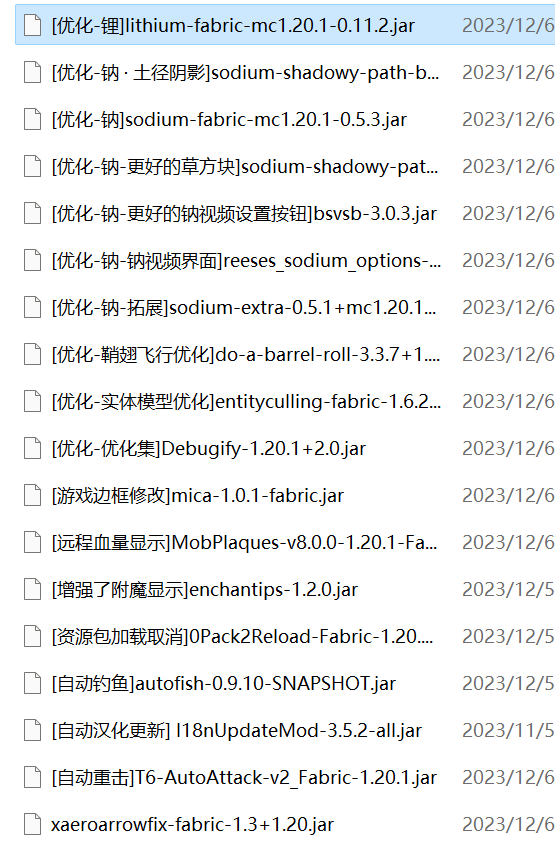 [优化-锂]lithium-fabric-mc1.20.1-0.11.2.jar 2023/12/6
[优化-钠 · 土径阴影]sodium-shadowy-path-b... 2023/12/6
[优化-钠]sodium-fabric-mc1.20.1-0.5.3.jar 2023/12/6
[优化-钠-更好的草方块]sodium-shadowy-pat... 2023/12/6
[优化-钠-更好的钠视频设置按钮]bsvsb-3.0.3.jar 2023/12/6
[优化-钠-钠视频界面]reeses_sodium_options-... 2023/12/6
[优化-钠-拓展]sodium-extra-0.5.1+mc1.20.1... 2023/12/6
[优化-鞘翅飞行优化]do-a-barrel-roll-3.3.7+1.... 2023/12/6
[优化-实体模型优化]entityculling-fabric-1.6.2... 2023/12/6
[优化-优化集]Debugify-1.20.1+2.0.jar 2023/12/6
[游戏边框修改]mica-1.0.1-fabric.jar 2023/12/6
[远程血量显示]MobPlaques-v8.0.0-1.20.1-Fa... 2023/12/6
[增强了附魔显示]enchantips-1.2.0.jar 2023/12/5
[资源包加载取消]0Pack2Reload-Fabric-1.20.... 2023/12/5
[自动钓鱼]autofish-0.9.10-SNAPSHOT.jar 2023/12/5
[自动汉化更新] I18nUpdateMod-3.5.2-all.jar 2023/11/5
[自动重击]T6-AutoAttack-v2_Fabric-1.20.1.jar 2023/12/6
xaeroarrowfix-fabric-1.3+1.20.jar 2023/12/6